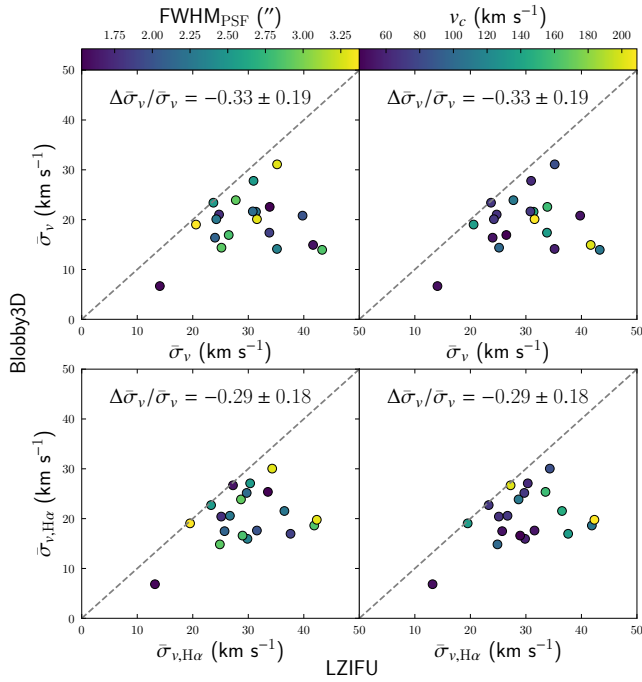 FWHM_PSF (″)
v_c (km s⁻¹)
1.75 2.00 2.25 2.50 2.75 3.00 3.25
60 80 100 120 140 160 180 200
50
40
30
20
10
0
Δσ̄_v/σ̄_v = −0.33 ± 0.19
Δσ̄_v/σ̄_v = −0.33 ± 0.19
σ̄_v (km s⁻¹)
0 10 20 30 40 50
10 20 30 40 50
σ̄_v (km s⁻¹)
σ̄_v (km s⁻¹)
Blobby3D
50
40
30
20
10
0
Δσ̄_v/σ̄_v = −0.29 ± 0.18
Δσ̄_v/σ̄_v = −0.29 ± 0.18
σ̄_v,Hα (km s⁻¹)
0 10 20 30 40 50
10 20 30 40 50
σ̄_v,Hα (km s⁻¹)
σ̄_v,Hα (km s⁻¹)
LZIFU